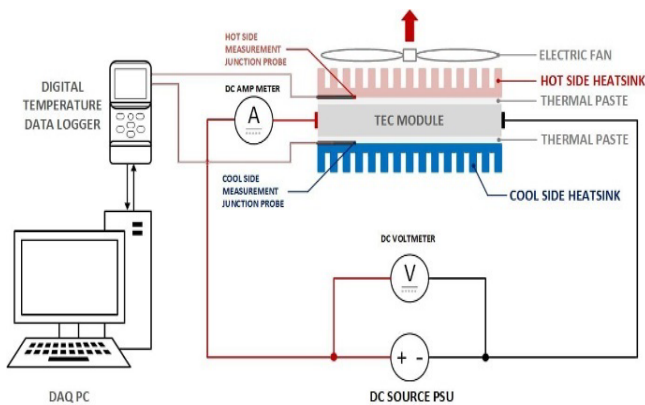 HOT SIDE
MEASUREMENT
JUNCTION PROBE
ELECTRIC FAN
HOT SIDE HEATSINK
DIGITAL
TEMPERATURE
DATA LOGGER
DC AMP METER
A
THERMAL PASTE
TEC MODULE
THERMAL PASTE
COOL SIDE
MEASUREMENT
JUNCTION PROBE
COOL SIDE HEATSINK
DC VOLTMETER
V
+ -
DAQ PC
DC SOURCE PSU